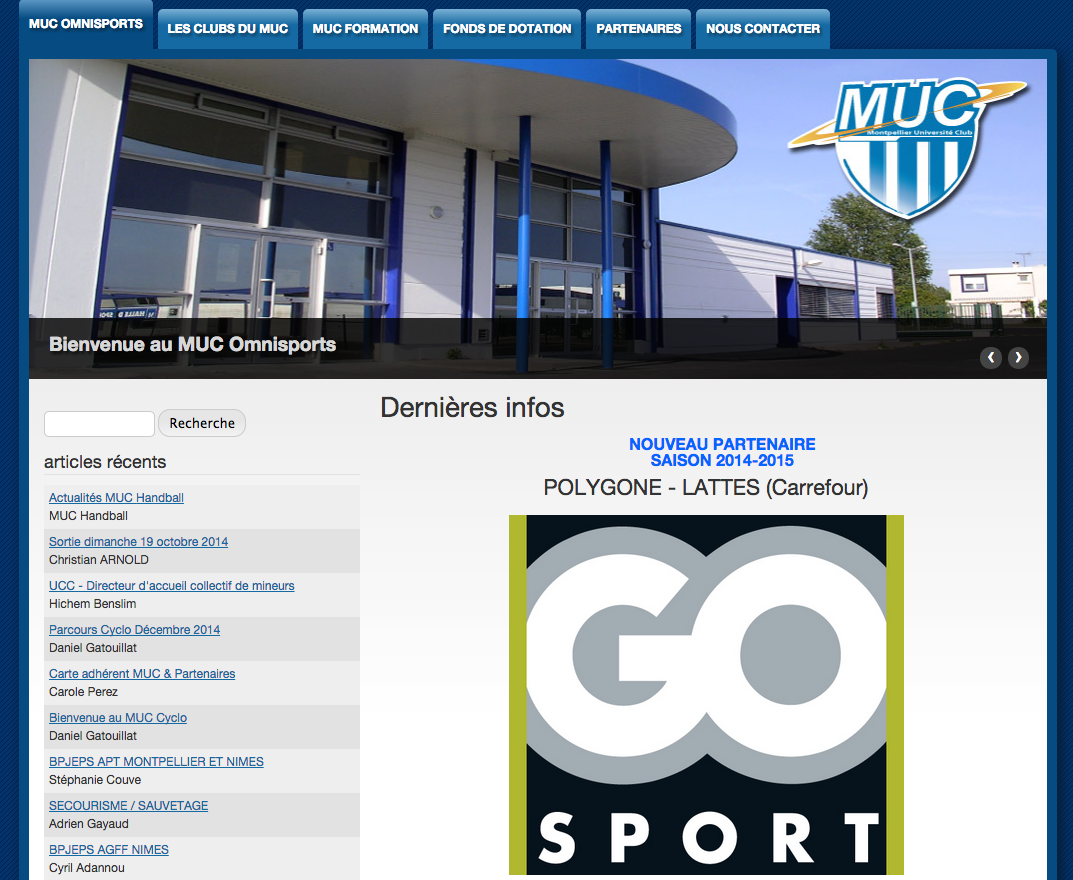 MUC OMNISPORTS
LES CLUBS DU MUC
MUC FORMATION
FONDS DE DOTATION
PARTENAIRES
NOUS CONTACTER
MUC
Montpellier Université Club
Bienvenue au MUC Omnisports
Recherche
articles récents
Actualités MUC Handball
MUC Handball
Sortie dimanche 19 octobre 2014
Christian ARNOLD
UCC - Directeur d'accueil collectif de mineurs
Hichem Benslim
Parcours Cyclo Décembre 2014
Daniel Gatouillat
Carte adhérent MUC & Partenaires
Carole Perez
Bienvenue au MUC Cyclo
Daniel Gatouillat
BPJEPS APT MONTPELLIER ET NIMES
Stéphanie Couve
SECOURISME / SAUVETAGE
Adrien Gayaud
BPJEPS AGFF NIMES
Cyril Adannou
Dernières infos
NOUVEAU PARTENAIRE
SAISON 2014-2015
POLYGONE - LATTES (Carrefour)
GO
SPORT